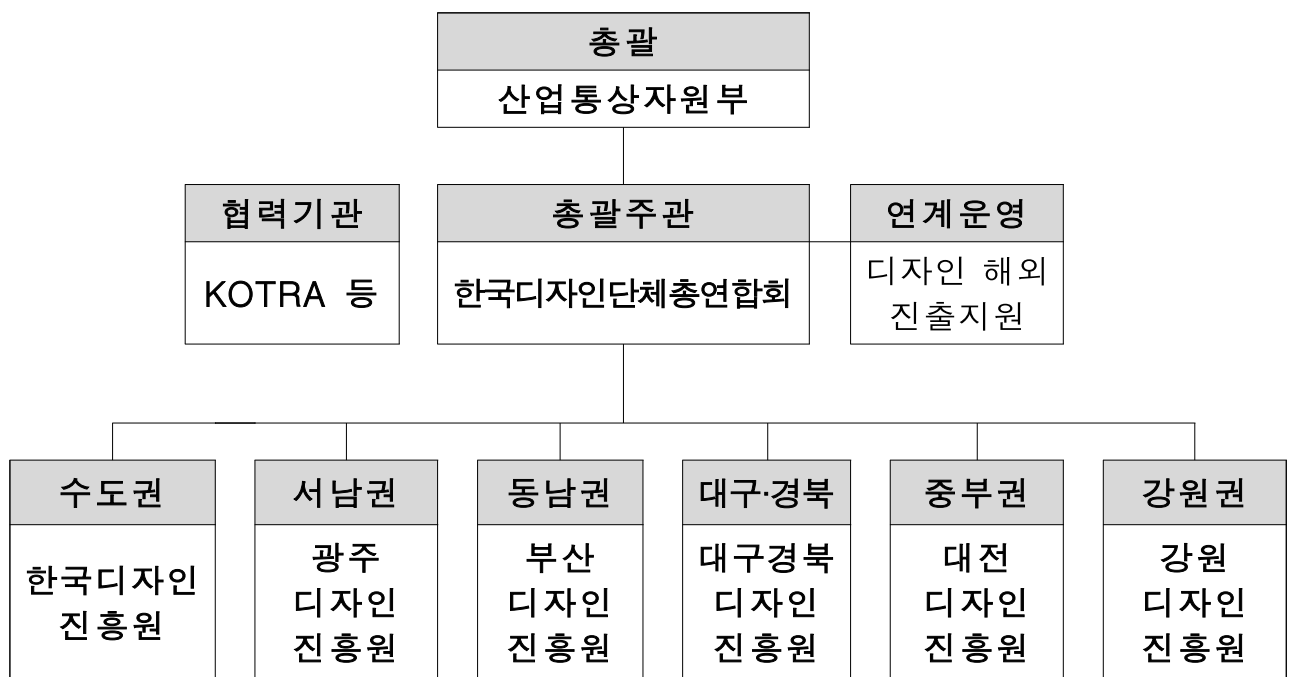 총괄
산업통상자원부
협력기관
KOTRA 등
총괄주관
한국디자인단체총연합회
연계운영
디자인 해외
진출지원
수도권
한국디자인
진흥원
서남권
광주
디자인
진흥원
동남권
부산
디자인
진흥원
대구·경북
대구경북
디자인
진흥원
중부권
대전
디자인
진흥원
강원권
강원
디자인
진흥원